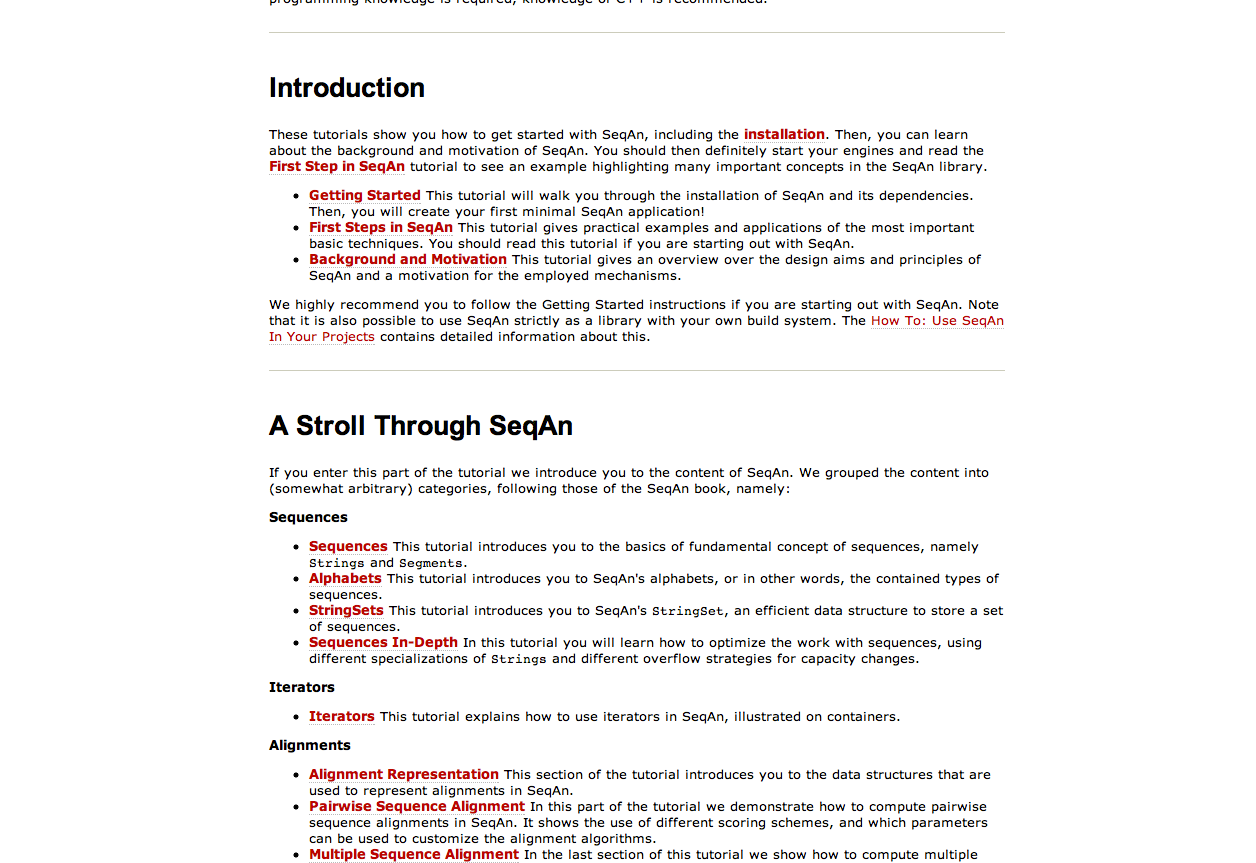 programming knowledge is required, knowledge of C++ is recommended.
Introduction
These tutorials show you how to get started with SeqAn, including the installation. Then, you can learn
about the background and motivation of SeqAn. You should then definitely start your engines and read the
First Step in SeqAn tutorial to see an example highlighting many important concepts in the SeqAn library.
• Getting Started This tutorial will walk you through the installation of SeqAn and its dependencies.
Then, you will create your first minimal SeqAn application!
• First Steps in SeqAn This tutorial gives practical examples and applications of the most important
basic techniques. You should read this tutorial if you are starting out with SeqAn.
• Background and Motivation This tutorial gives an overview over the design aims and principles of
SeqAn and a motivation for the employed mechanisms.
We highly recommend you to follow the Getting Started instructions if you are starting out with SeqAn. Note
that it is also possible to use SeqAn strictly as a library with your own build system. The How To: Use SeqAn
In Your Projects contains detailed information about this.
A Stroll Through SeqAn
If you enter this part of the tutorial we introduce you to the content of SeqAn. We grouped the content into
(somewhat arbitrary) categories, following those of the SeqAn book, namely:
Sequences
• Sequences This tutorial introduces you to the basics of fundamental concept of sequences, namely
Strings and Segments.
• Alphabets This tutorial introduces you to SeqAn's alphabets, or in other words, the contained types of
sequences.
• StringSets This tutorial introduces you to SeqAn's StringSet, an efficient data structure to store a set
of sequences.
• Sequences In-Depth In this tutorial you will learn how to optimize the work with sequences, using
different specializations of Strings and different overflow strategies for capacity changes.
Iterators
• Iterators This tutorial explains how to use iterators in SeqAn, illustrated on containers.
Alignments
• Alignment Representation This section of the tutorial introduces you to the data structures that are
used to represent alignments in SeqAn.
• Pairwise Sequence Alignment In this part of the tutorial we demonstrate how to compute pairwise
sequence alignments in SeqAn. It shows the use of different scoring schemes, and which parameters
can be used to customize the alignment algorithms.
• Multiple Sequence Alignment In the last section of this tutorial we show how to compute multiple